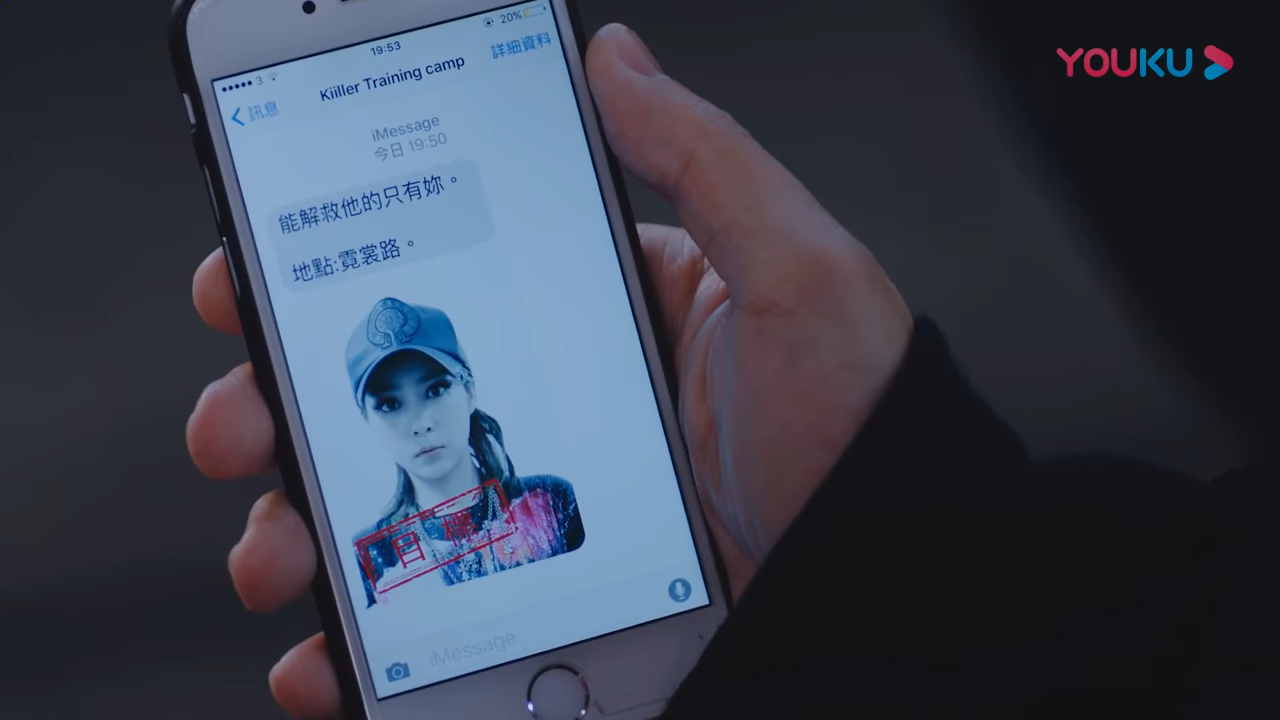 YOUKU
19:53
20%
3
訊息
Kiiller Training camp
詳細資料
iMessage
今日 19:50
能解救他的只有妳。
地點:霓裳路。
目標
iMessage